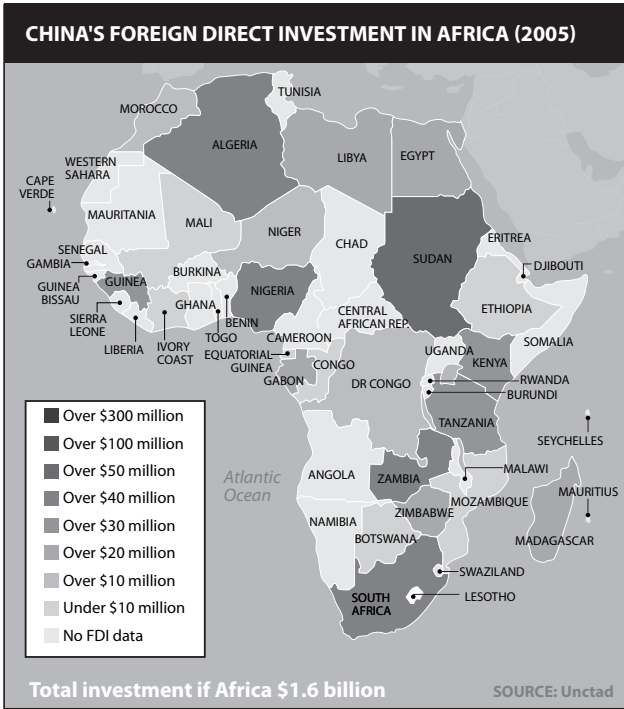 CHINA'S FOREIGN DIRECT INVESTMENT IN AFRICA (2005)
TUNISIA
MOROCCO
ALGERIA
LIBYA
EGYPT
WESTERN
SAHARA
CAPE
VERDE
MAURITANIA
MALI
NIGER
CHAD
SUDAN
ERITREA
DJIBOUTI
SENEGAL
GAMBIA
GUINEA
BISSAU
GUINEA
BURKINA
NIGERIA
GHANA
BENIN
TOGO
SIERRA
LEONE
LIBERIA
IVORY
COAST
CENTRAL
AFRICAN REP.
ETHIOPIA
SOMALIA
CAMEROON
EQUATORIAL
GUINEA
GABON
CONGO
DR CONGO
UGANDA
KENYA
RWANDA
BURUNDI
TANZANIA
SEYCHELLES
ANGOLA
ZAMBIA
MALAWI
MOZAMBIQUE
MAURITIUS
ZIMBABWE
NAMIBIA
BOTSWANA
MADAGASCAR
SWAZILAND
LESOTHO
SOUTH
AFRICA
Atlantic
Ocean
Over $300 million
Over $100 million
Over $50 million
Over $40 million
Over $30 million
Over $20 million
Over $10 million
Under $10 million
No FDI data
Total investment if Africa $1.6 billion
SOURCE: Unctad